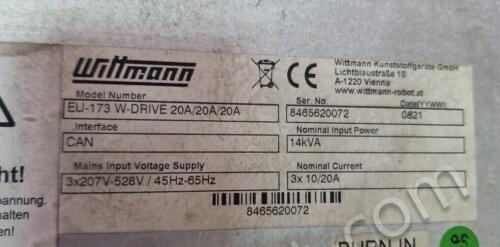 Wittmann
Wittmann Kunststoffgeräte GmbH
Lichtblaustraße 10
A-1220 Vienna
www.wittmann-robot.at
Model Number
EU-173 W-DRIVE 20A/20A/20A
Ser. No:
8465620072
Date(YYWW)
0821
Interface
CAN
Nominal Input Power
14kVA
Mains Input Voltage Supply
3x207V-528V / 45Hz-65Hz
Nominal Current
3x 10/20A
8465620072
ht!
pannung.
halten
BURN IN
.com